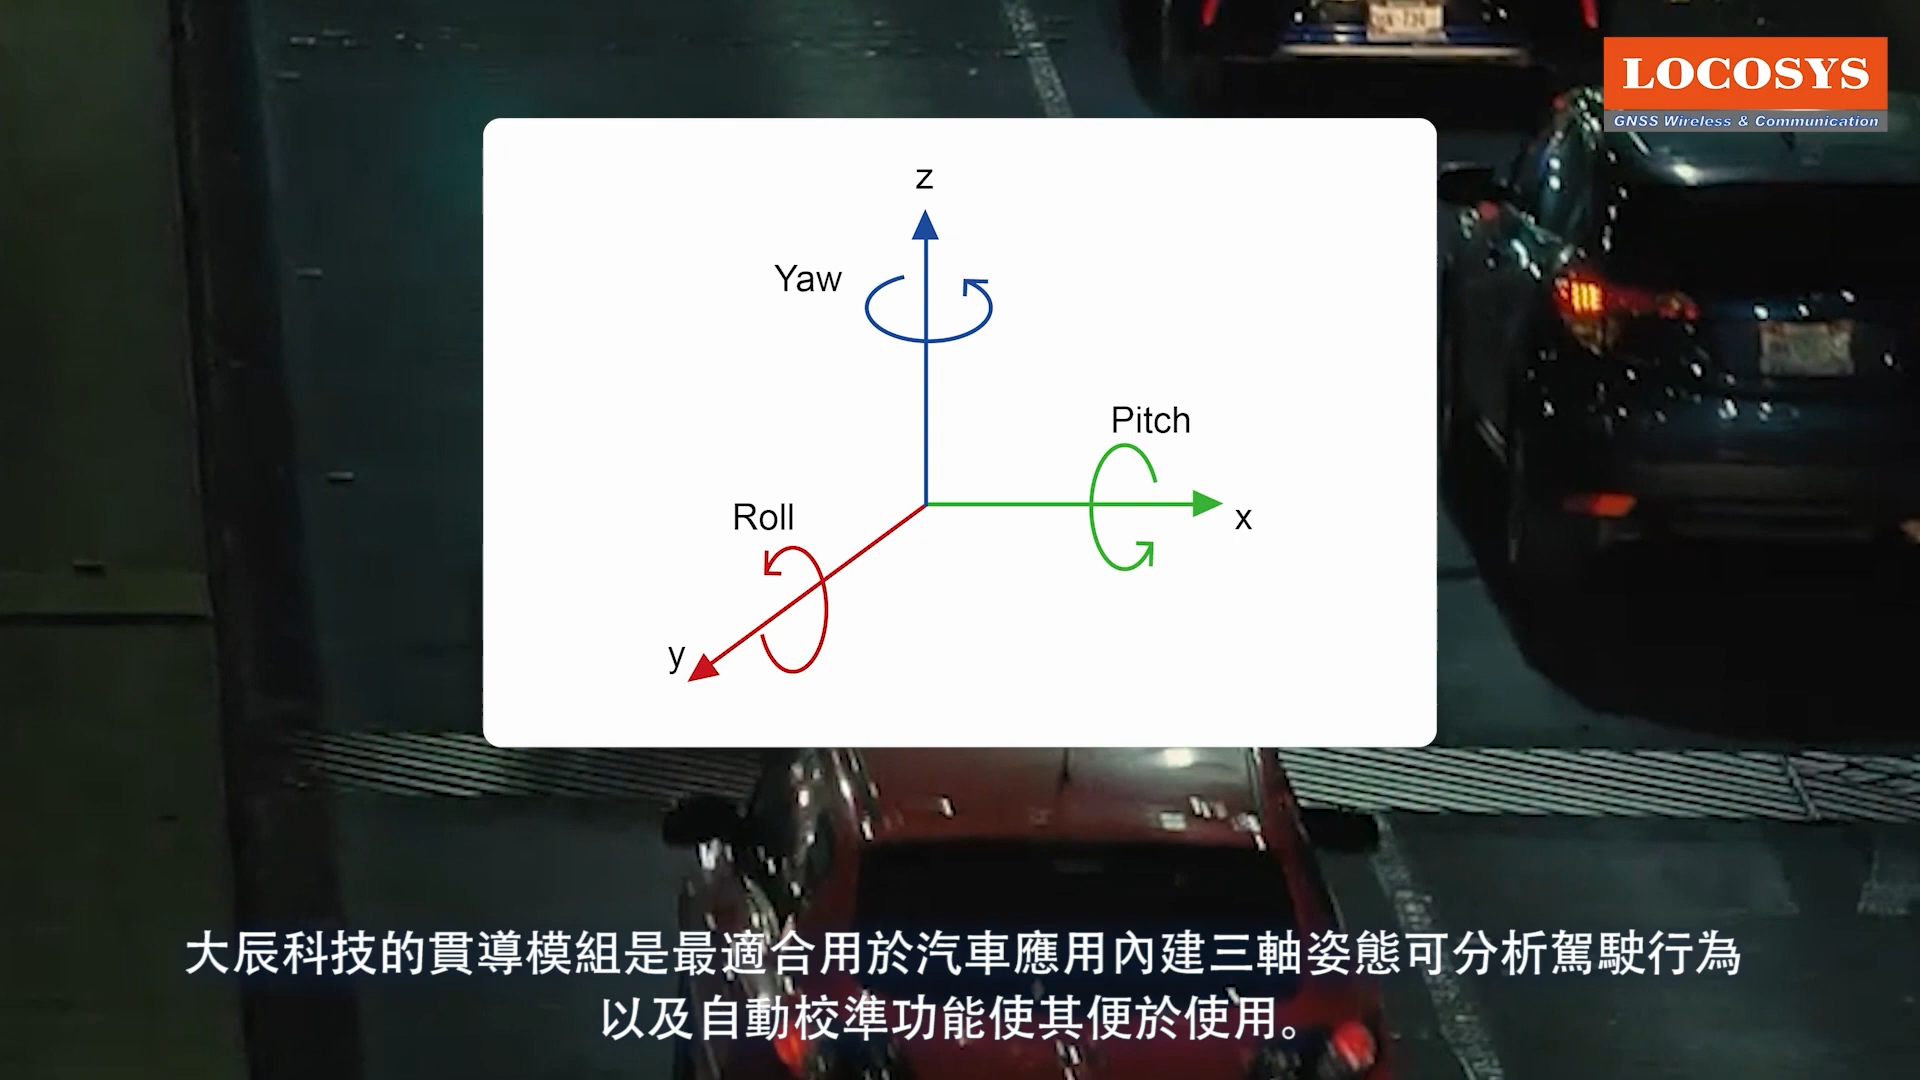 LOCOSYS
GNSS Wireless & Communication
z
Yaw
Pitch
Roll
x
y
大辰科技的貫導模組是最適合用於汽車應用內建三軸姿態可分析駕駛行為
以及自動校準功能使其便於使用。